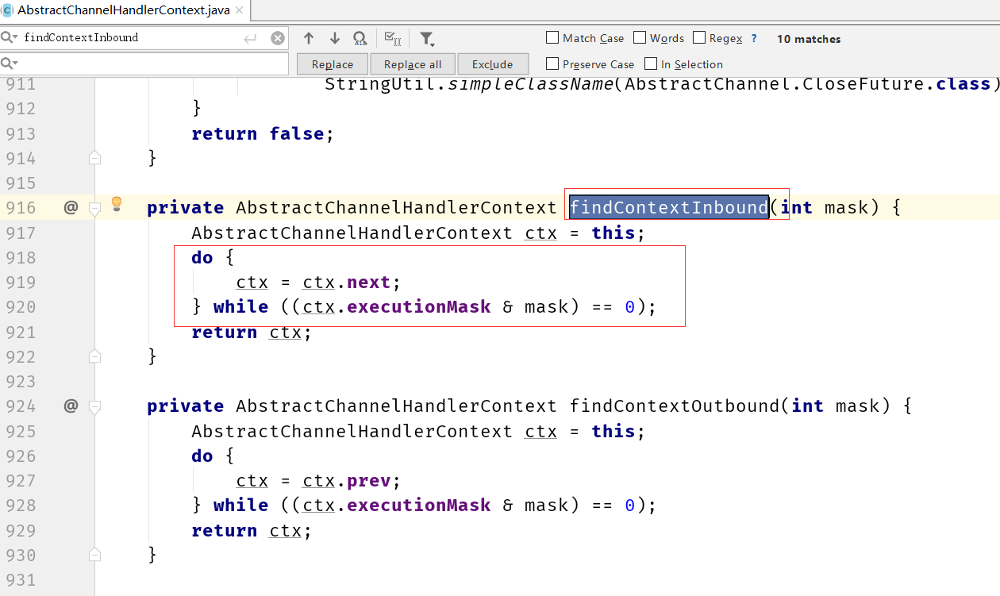 AbstractChannelHandlerContext.java
findContextInbound
Match Case Words Regex ? 10 matches
Replace Replace all Exclude Preserve Case In Selection
911 StringUtil.simpleClassName(AbstractChannel.CloseFuture.class)
912 }
913 return false;
914 }
915
916 @ private AbstractChannelHandlerContext findContextInbound(int mask) {
917 AbstractChannelHandlerContext ctx = this;
918 do {
919 ctx = ctx.next;
920 } while ((ctx.executionMask & mask) == 0);
921 return ctx;
922 }
923
924 @ private AbstractChannelHandlerContext findContextOutbound(int mask) {
925 AbstractChannelHandlerContext ctx = this;
926 do {
927 ctx = ctx.prev;
928 } while ((ctx.executionMask & mask) == 0);
929 return ctx;
930 }
931